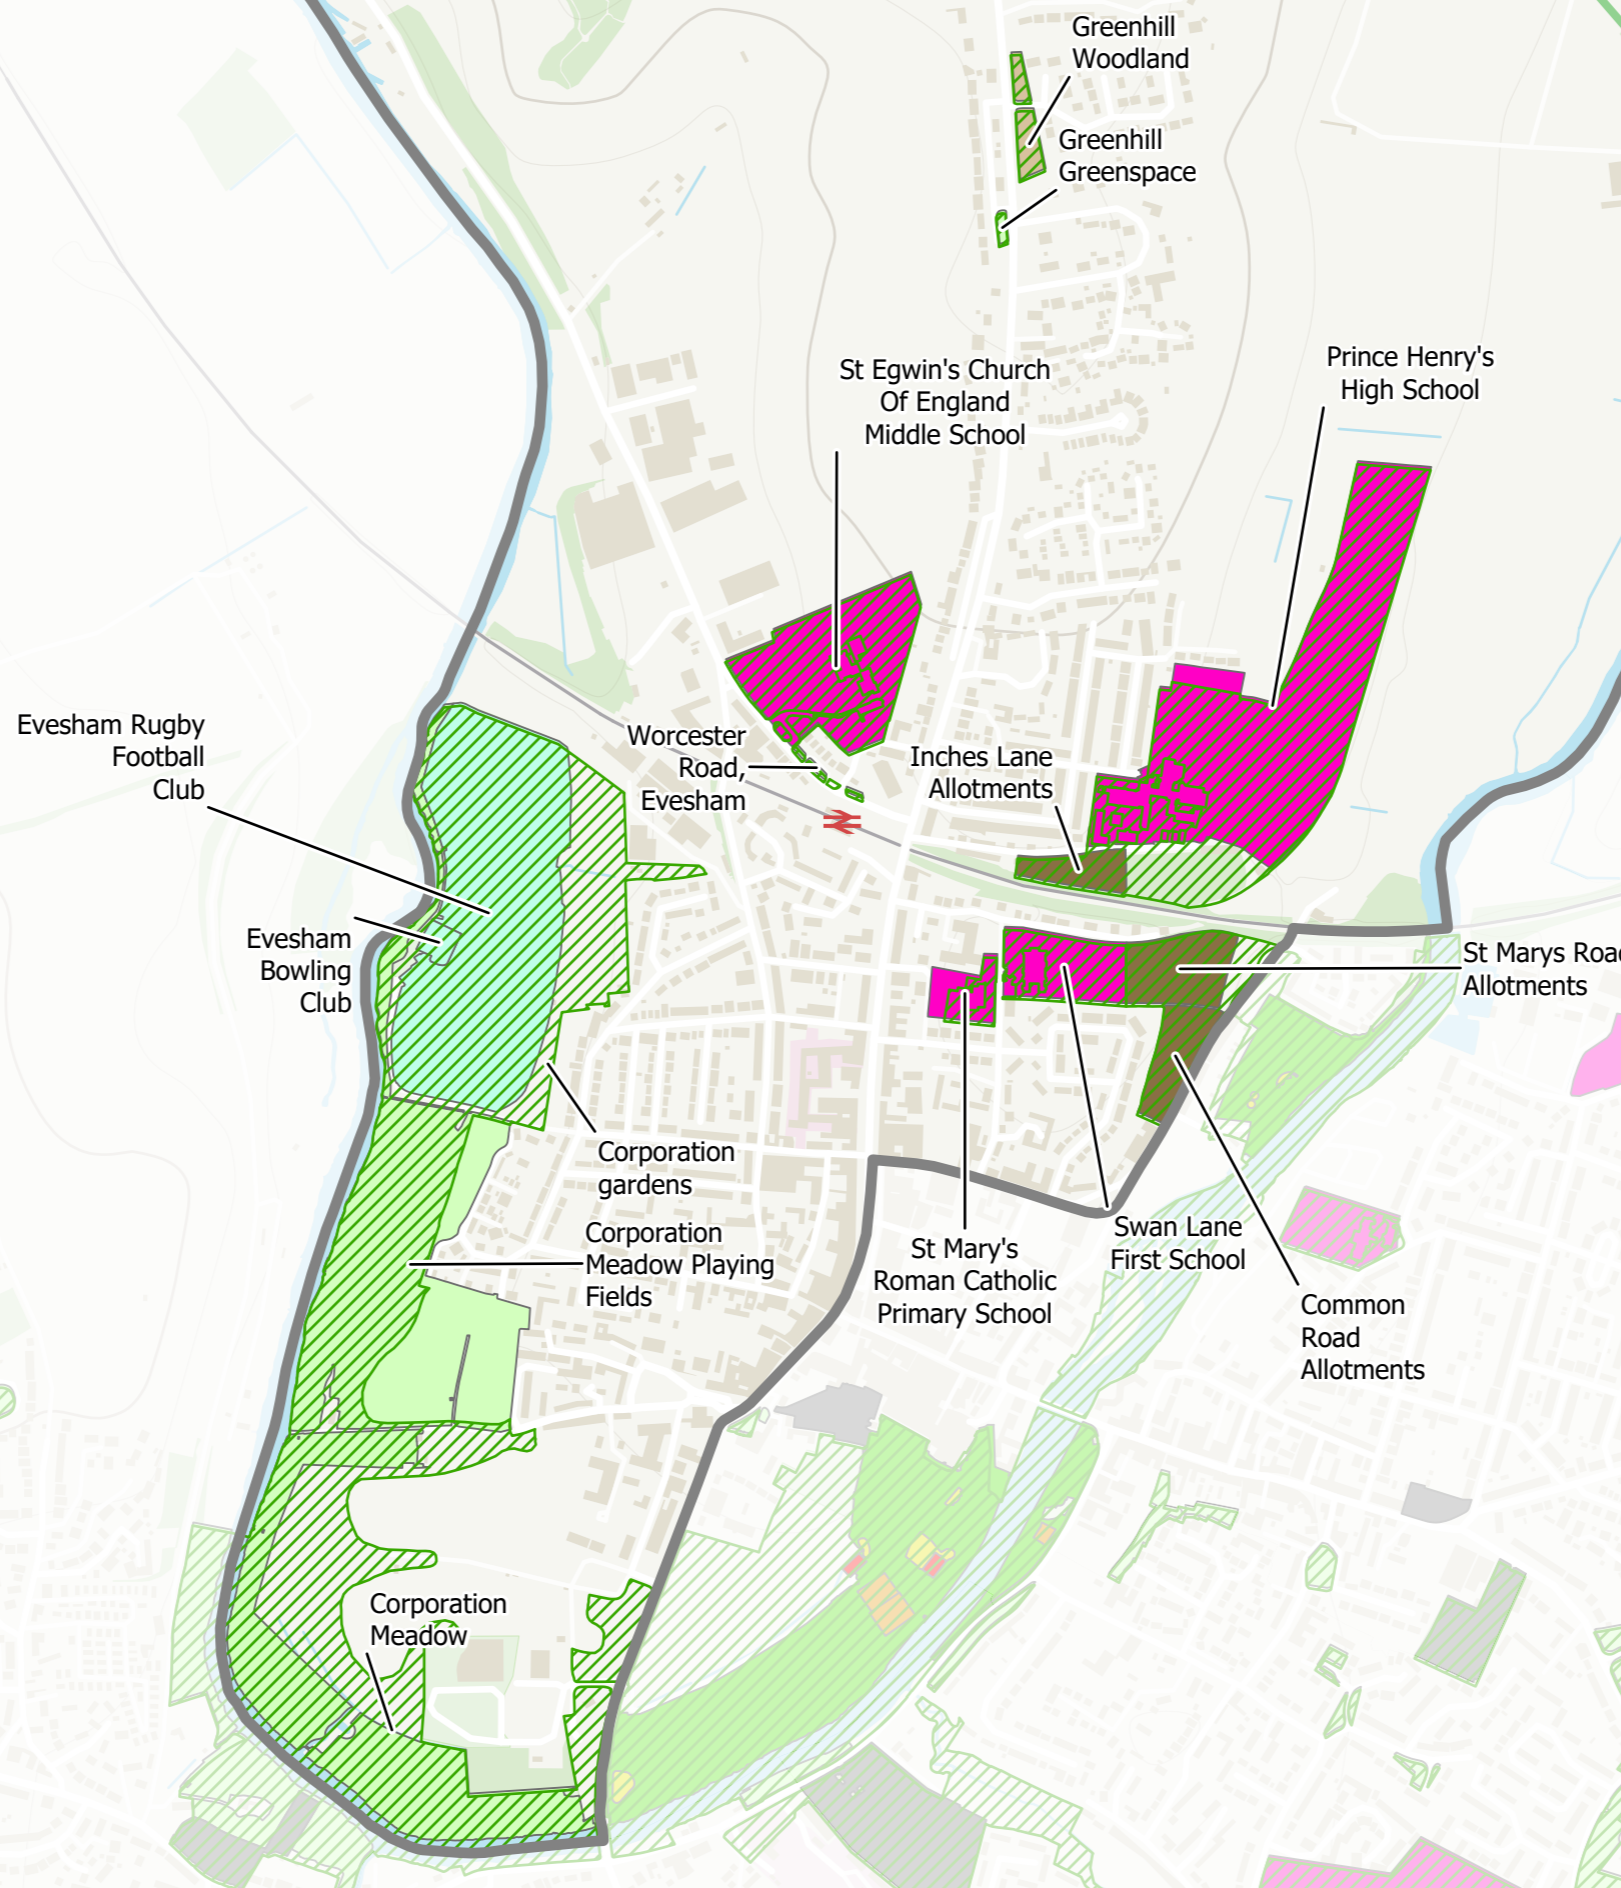 Greenhill
Woodland
Greenhill
Greenspace
Prince Henry's
High School
St Egwin's Church
Of England
Middle School
Evesham Rugby
Football
Club
Worcester
Road,
Evesham
Inches Lane
Allotments
Evesham
Bowling
Club
St Marys Roa
Allotments
Corporation
gardens
Corporation
Meadow Playing
Fields
St Mary's
Roman Catholic
Primary School
Swan Lane
First School
Common
Road
Allotments
Corporation
Meadow